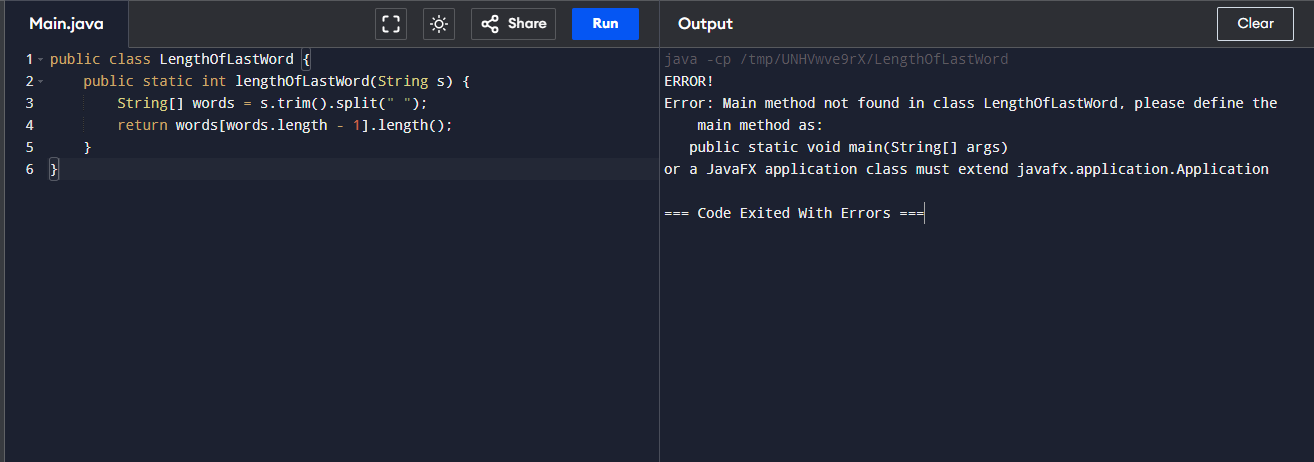 Main.java
Share
Run
Output
Clear
1 public class LengthOfLastWord {
2     public static int lengthOfLastWord(String s) {
3         String[] words = s.trim().split(" ");
4         return words[words.length - 1].length();
5     }
6 }
java -cp /tmp/UNHVwve9rX/LengthOfLastWord
ERROR!
Error: Main method not found in class LengthOfLastWord, please define the
    main method as:
   public static void main(String[] args)
or a JavaFX application class must extend javafx.application.Application
=== Code Exited With Errors ===